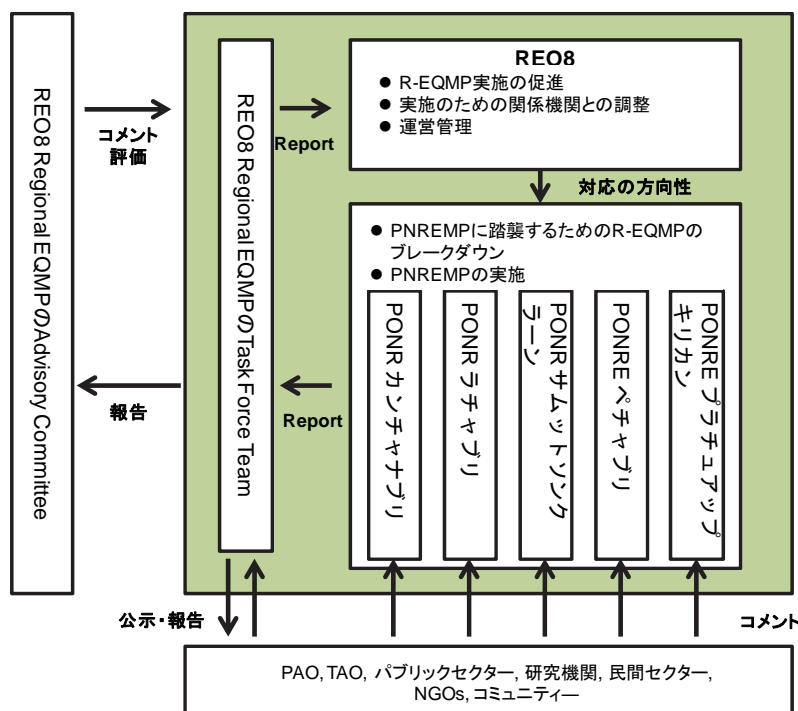 REO8 Regional EQMPのAdvisory Committee
コメント
評価
報告
REO8 Regional EQMPのTask Force Team
Report
REO8
● R-EQMP実施の促進
● 実施のための関係機関との調整
● 運営管理
対応の方向性
● PNREMPに踏襲するためのR-EQMPの
ブレークダウン
● PNREMPの実施
Report
PONR カンチャナブリ
PONR ラチャブリ
PONR サムットソンク
ラーン
PONRE ペチャブリ
PONRE プラチュアップ
キリカン
公示・報告
コメント
PAO, TAO, パブリックセクター, 研究機関, 民間セクター,
NGOs, コミュニティ―